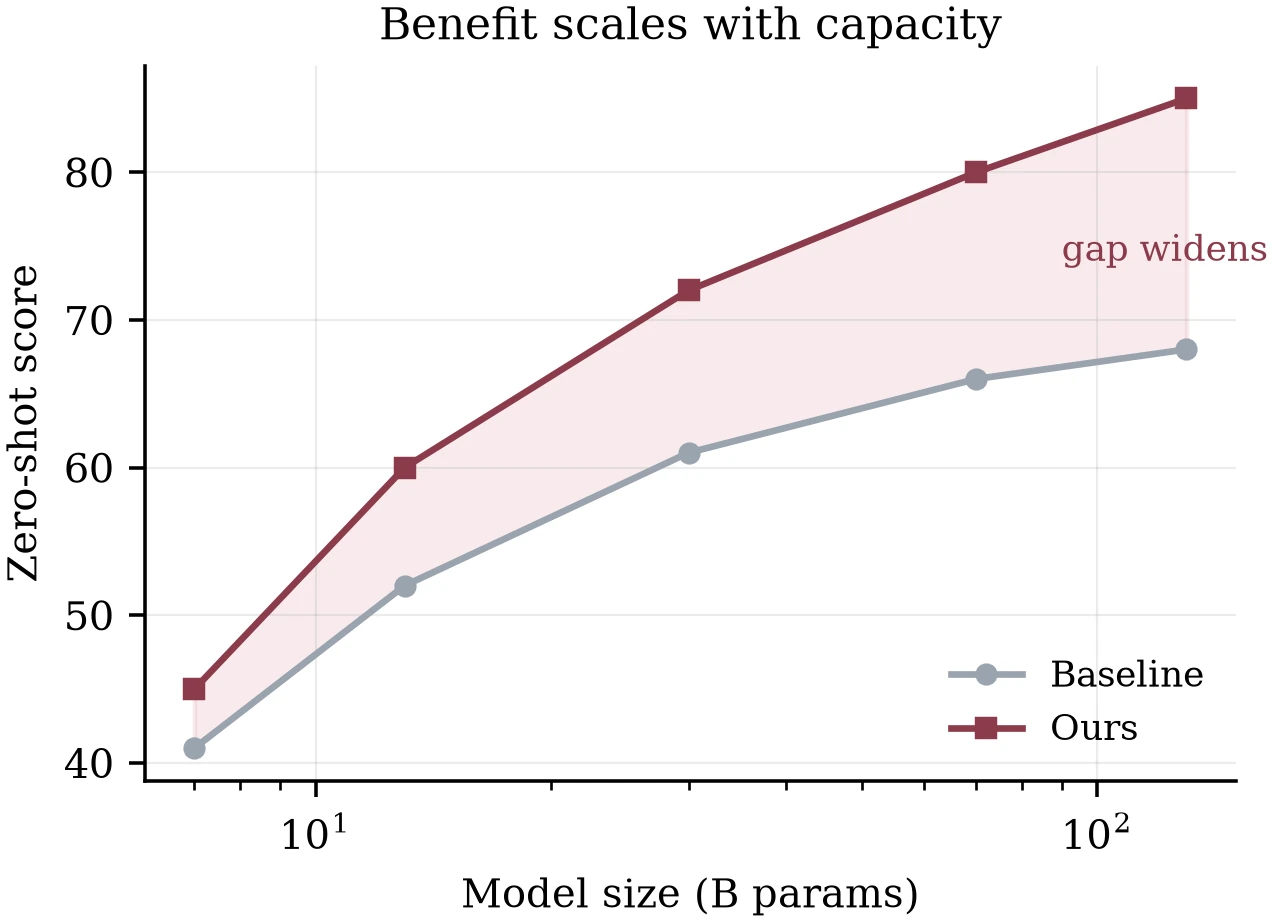 Benefit scales with capacity
Zero-shot score
80
70
60
50
40
gap widens
Baseline
Ours
10¹
10²
Model size (B params)